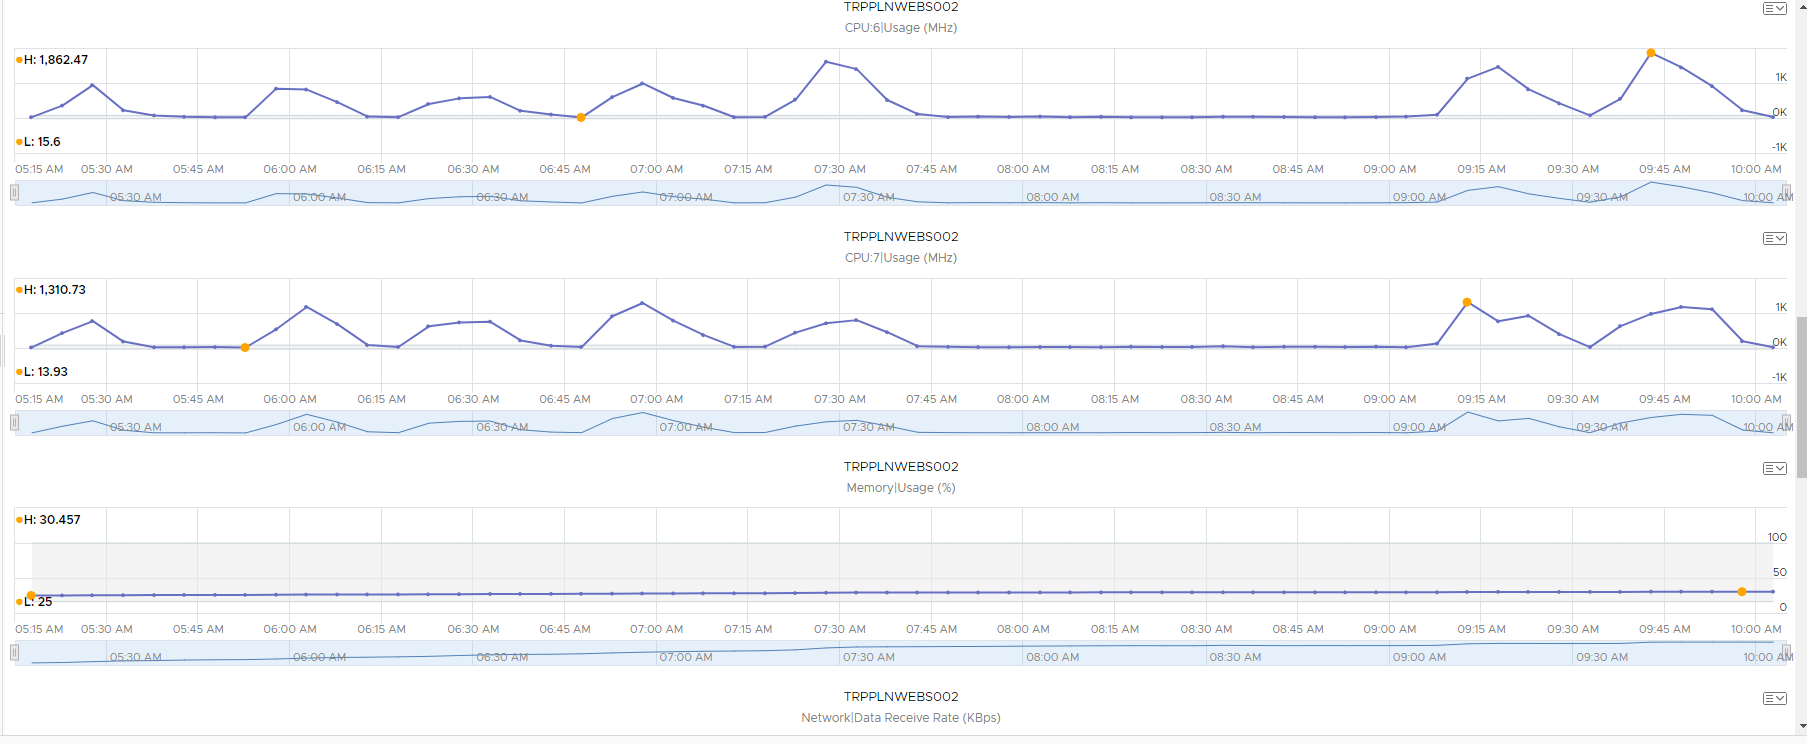 TRPPLNWEBS002
CPU:6|Usage (MHz)
H: 1,862.47
1K
0K
L: 15.6
-1K
05:15 AM 05:30 AM 05:45 AM 06:00 AM 06:15 AM 06:30 AM 06:45 AM 07:00 AM 07:15 AM 07:30 AM 07:45 AM 08:00 AM 08:15 AM 08:30 AM 08:45 AM 09:00 AM 09:15 AM 09:30 AM 09:45 AM 10:00 AM
05:30 AM 06:00 AM 06:30 AM 07:00 AM 07:30 AM 08:00 AM 08:30 AM 09:00 AM 09:30 AM 10:00 AM
TRPPLNWEBS002
CPU:7|Usage (MHz)
H: 1,310.73
1K
0K
L: 13.93
-1K
05:15 AM 05:30 AM 05:45 AM 06:00 AM 06:15 AM 06:30 AM 06:45 AM 07:00 AM 07:15 AM 07:30 AM 07:45 AM 08:00 AM 08:15 AM 08:30 AM 08:45 AM 09:00 AM 09:15 AM 09:30 AM 09:45 AM 10:00 AM
05:30 AM 06:00 AM 06:30 AM 07:00 AM 07:30 AM 08:00 AM 08:30 AM 09:00 AM 09:30 AM 10:00 AM
TRPPLNWEBS002
Memory|Usage (%)
H: 30.457
100
50
L: 25
0
05:15 AM 05:30 AM 05:45 AM 06:00 AM 06:15 AM 06:30 AM 06:45 AM 07:00 AM 07:15 AM 07:30 AM 07:45 AM 08:00 AM 08:15 AM 08:30 AM 08:45 AM 09:00 AM 09:15 AM 09:30 AM 09:45 AM 10:00 AM
05:30 AM 06:00 AM 06:30 AM 07:00 AM 07:30 AM 08:00 AM 08:30 AM 09:00 AM 09:30 AM 10:00 AM
TRPPLNWEBS002
Network|Data Receive Rate (KBps)